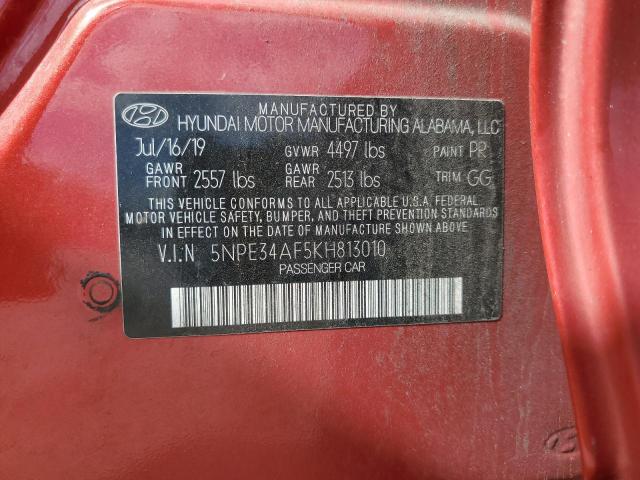 MANUFACTURED BY
HYUNDAI MOTOR MANUFACTURING ALABAMA, LLC
Jul/16/19 GVWR 4497 lbs PAINT PR
GAWR FRONT 2557 lbs GAWR REAR 2513 lbs TRIM GG
THIS VEHICLE CONFORMS TO ALL APPLICABLE U.S.A. FEDERAL
MOTOR VEHICLE SAFETY, BUMPER, AND THEFT PREVENTION STANDARDS
IN EFFECT ON THE DATE OF MANUFACTURE SHOWN ABOVE.
V.I.N 5NPE34AF5KH813010
PASSENGER CAR